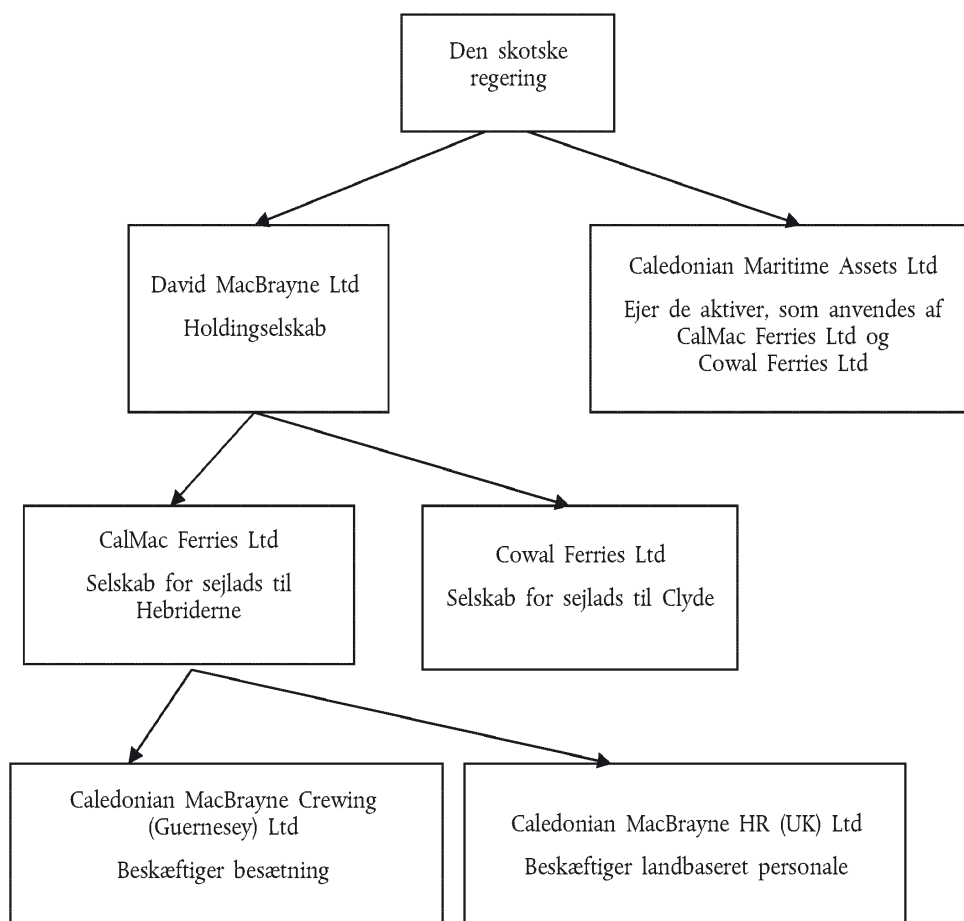 Den skotske
regering
David MacBrayne Ltd
Holdingselskab
Caledonian Maritime Assets Ltd
Ejer de aktiver, som anvendes af
CalMac Ferries Ltd og
Cowal Ferries Ltd
CalMac Ferries Ltd
Selskab for sejlads til
Hebriderne
Cowal Ferries Ltd
Selskab for sejlads til Clyde
Caledonian MacBrayne Crewing
(Guernesey) Ltd
Beskæftiger besætning
Caledonian MacBrayne HR (UK) Ltd
Beskæftiger landbaseret personale